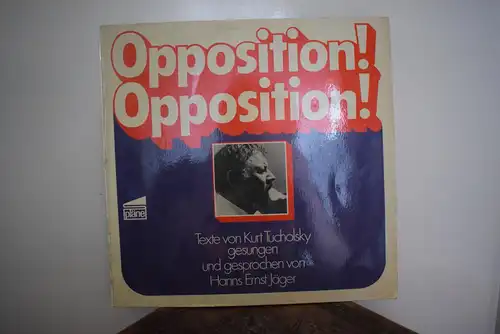 Opposition!
Opposition!
pläne
Texte von Kurt Tucholsky
gesungen
und gesprochen von
Hanns Ernst Jäger